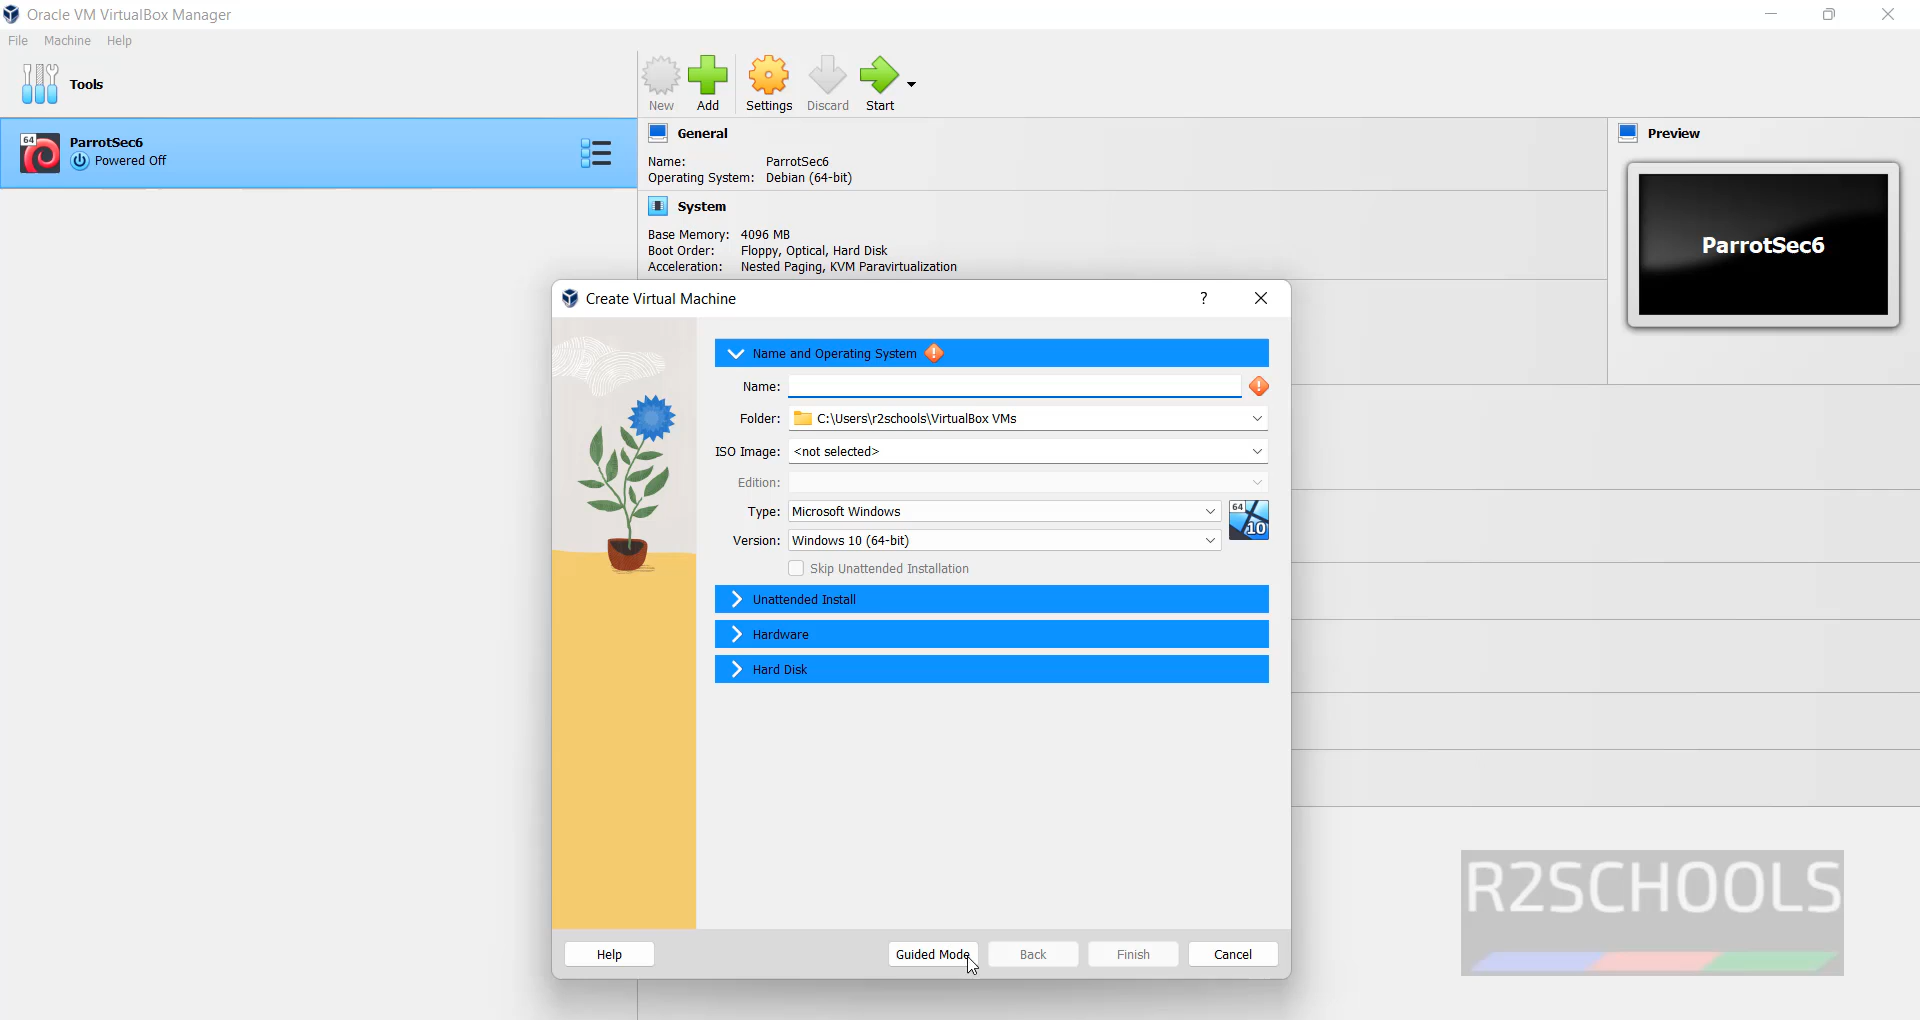 Oracle VM VirtualBox Manager
File Machine Help
Tools
New Add Settings Discard Start
64 ParrotSec6
Powered Off
General
Name: ParrotSec6
Operating System: Debian (64-bit)
System
Base Memory: 4096 MB
Boot Order: Floppy, Optical, Hard Disk
Acceleration: Nested Paging, KVM Paravirtualization
Preview
ParrotSec6
Create Virtual Machine ?
Name and Operating System
Name:
Folder: C:\Users\r2schools\VirtualBox VMs
ISO Image: <not selected>
Edition:
Type: Microsoft Windows
64 10
Version: Windows 10 (64-bit)
Skip Unattended Installation
Unattended Install
Hardware
Hard Disk
Help Guided Mode Back Finish Cancel
R2SCHOOLS